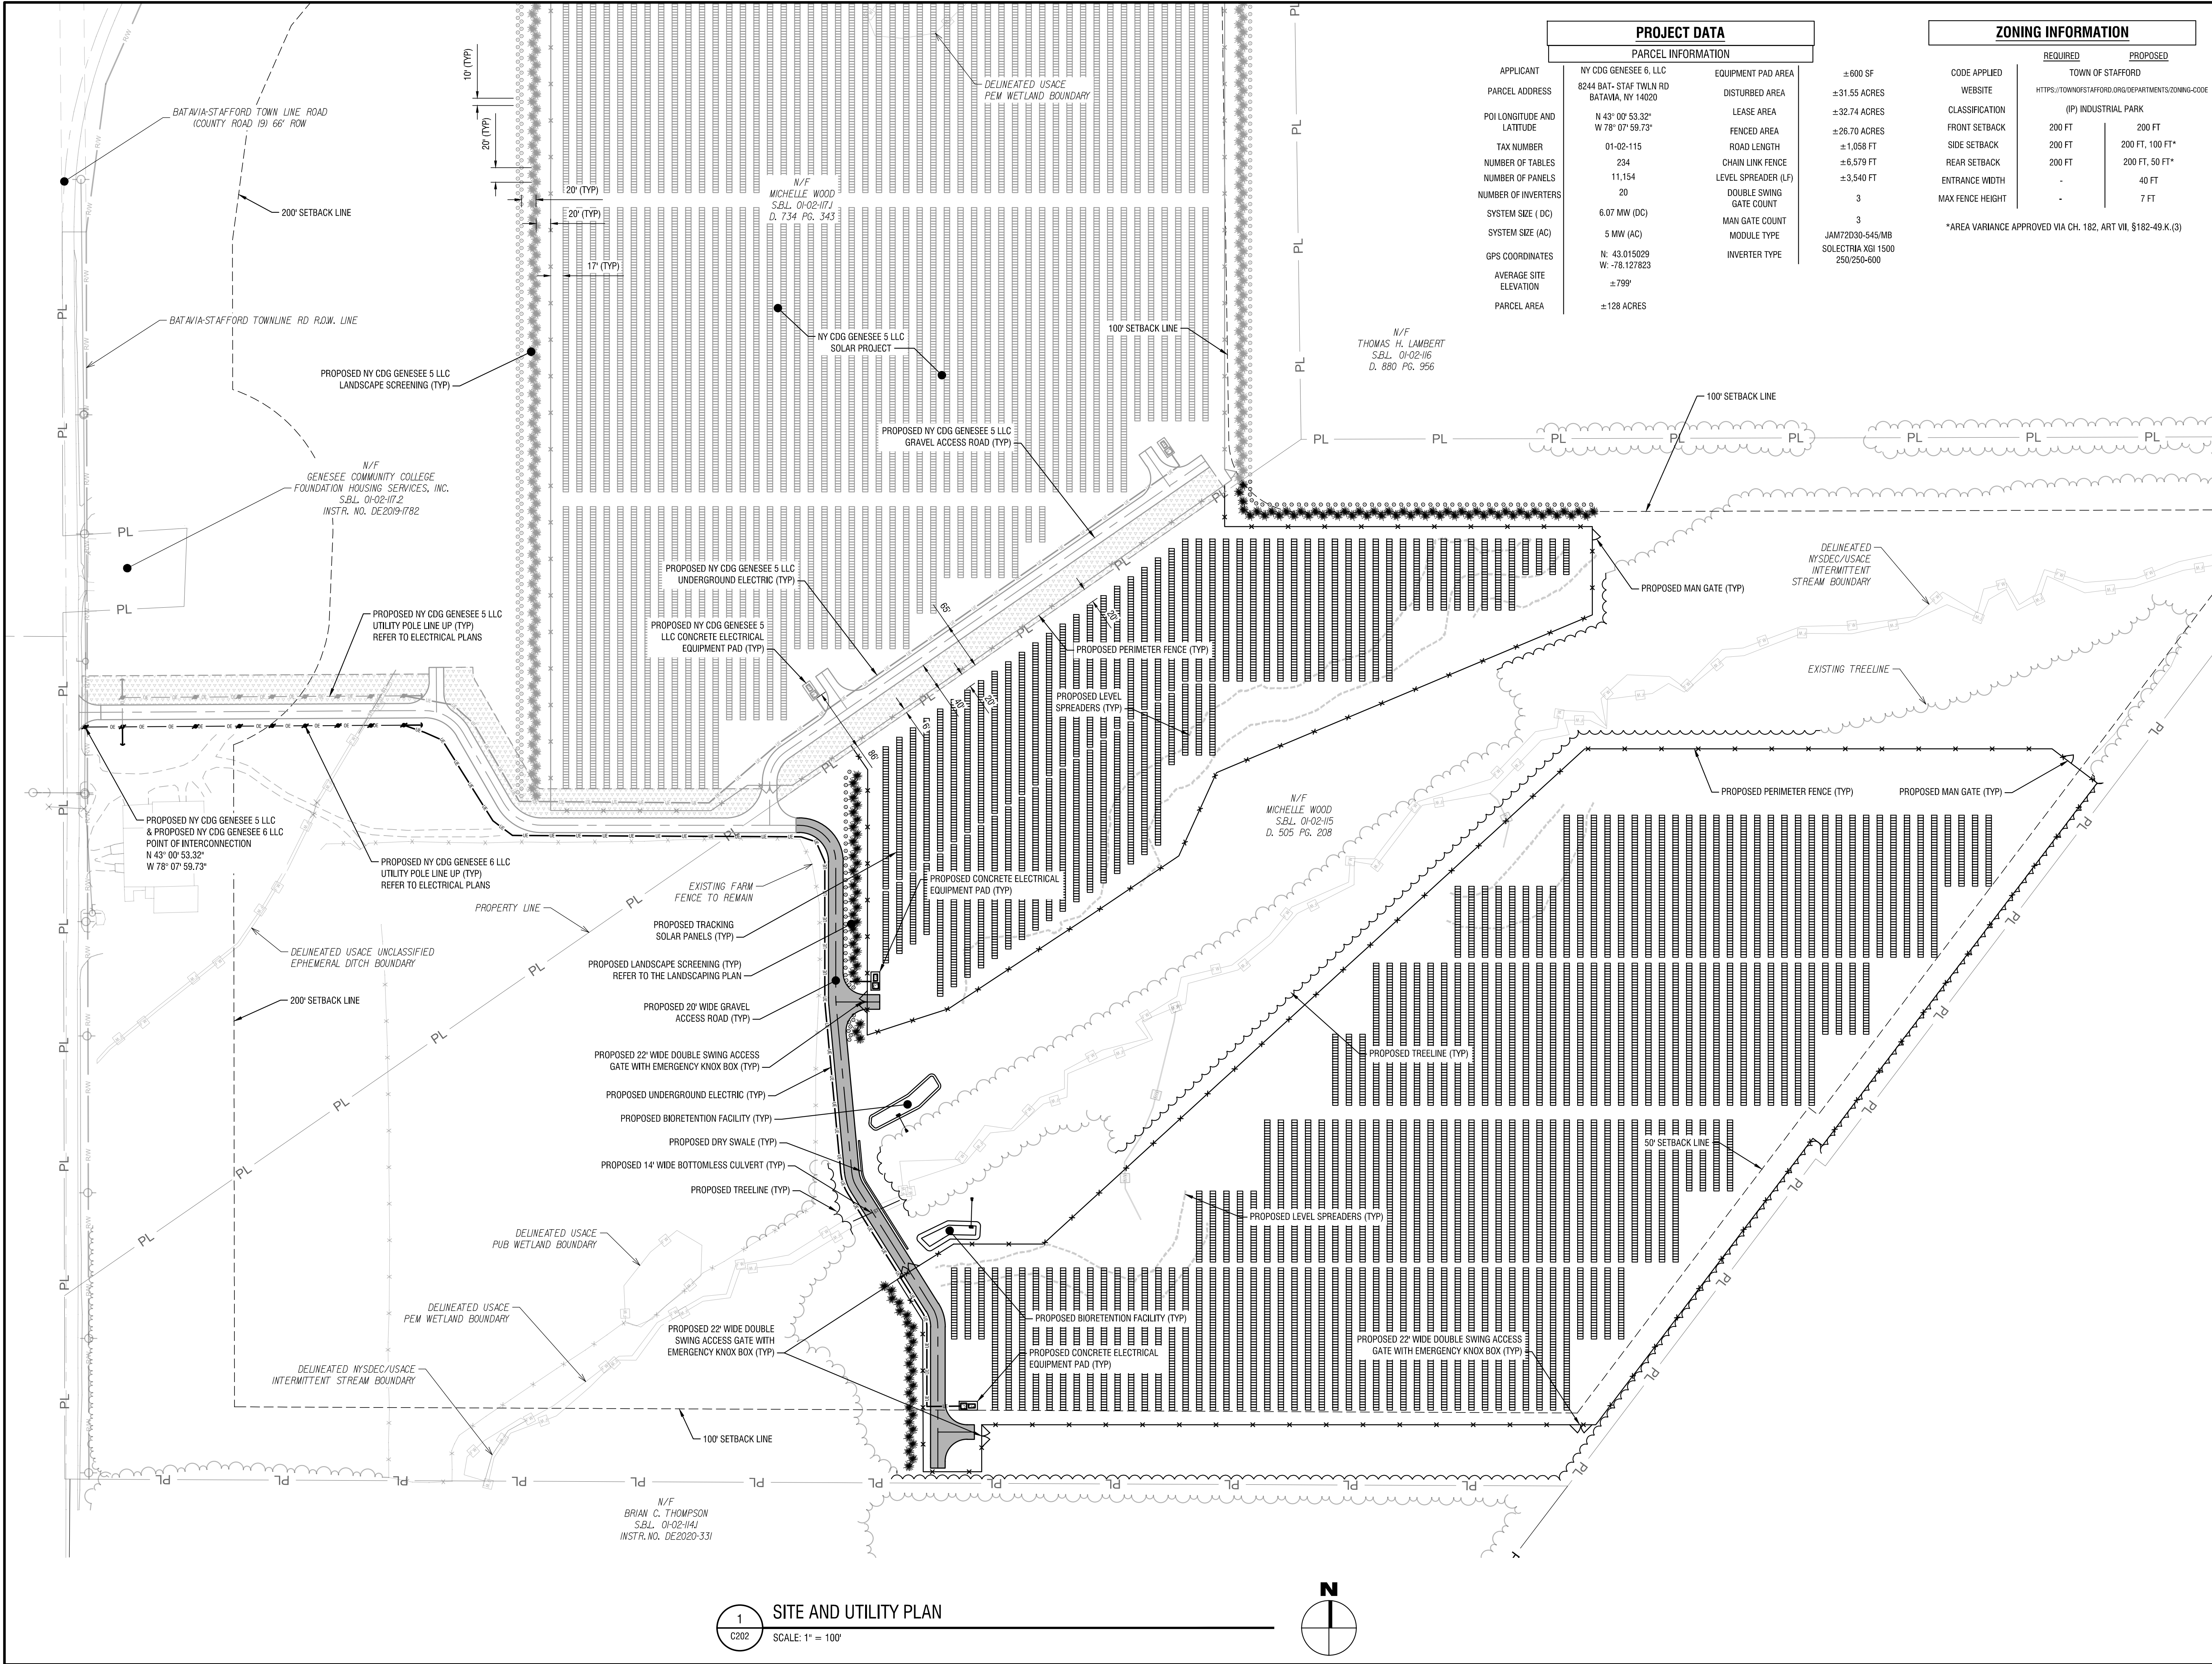 PROJECT DATA
PARCEL INFORMATION
APPLICANT
NY CDG GENESEE 6, LLC
PARCEL ADDRESS
8244 BAT- STAF TWLN RD
BATAVIA, NY 14020
POI LONGITUDE AND
LATITUDE
N 43° 00' 53.32"
W 78° 07' 59.73"
TAX NUMBER
01-02-115
NUMBER OF TABLES
234
NUMBER OF PANELS
11,154
NUMBER OF INVERTERS
20
SYSTEM SIZE ( DC)
6.07 MW (DC)
SYSTEM SIZE (AC)
5 MW (AC)
GPS COORDINATES
N: 43.015029
W: -78.127823
AVERAGE SITE
ELEVATION
±799'
PARCEL AREA
±128 ACRES
EQUIPMENT PAD AREA
±600 SF
DISTURBED AREA
±31.55 ACRES
LEASE AREA
±32.74 ACRES
FENCED AREA
±26.70 ACRES
ROAD LENGTH
±1,058 FT
CHAIN LINK FENCE
±6,579 FT
LEVEL SPREADER (LF)
±3,540 FT
DOUBLE SWING
GATE COUNT
3
MAN GATE COUNT
3
MODULE TYPE
JAM72D30-545/MB
INVERTER TYPE
SOLECTRIA XGI 1500
250/250-600
ZONING INFORMATION
REQUIRED PROPOSED
CODE APPLIED
TOWN OF STAFFORD
WEBSITE
HTTPS://TOWNOFSTAFFORD.ORG/DEPARTMENTS/ZONING-CODE
CLASSIFICATION
(IP) INDUSTRIAL PARK
FRONT SETBACK 200 FT 200 FT
SIDE SETBACK 200 FT 200 FT, 100 FT*
REAR SETBACK 200 FT 200 FT, 50 FT*
ENTRANCE WIDTH - 40 FT
MAX FENCE HEIGHT - 7 FT
*AREA VARIANCE APPROVED VIA CH. 182, ART VII, §182-49.K.(3)
10' (TYP)
20' (TYP)
20' (TYP)
20' (TYP)
17' (TYP)
DELINEATED USACE
PEM WETLAND BOUNDARY
BATAVIA-STAFFORD TOWN LINE ROAD
(COUNTY ROAD 19) 66' ROW
200' SETBACK LINE
N/F
MICHELLE WOOD
S.B.L. 01-02-117.1
D. 734 PG. 343
BATAVIA-STAFFORD TOWNLINE RD R.O.W. LINE
PROPOSED NY CDG GENESEE 5 LLC
LANDSCAPE SCREENING (TYP)
NY CDG GENESEE 5 LLC
SOLAR PROJECT
100' SETBACK LINE
N/F
THOMAS H. LAMBERT
S.B.L. 01-02-116
D. 880 PG. 956
100' SETBACK LINE
PROPOSED NY CDG GENESEE 5 LLC
GRAVEL ACCESS ROAD (TYP)
N/F
GENESEE COMMUNITY COLLEGE
FOUNDATION HOUSING SERVICES, INC.
S.B.L. 01-02-117.2
INSTR. NO. DE2019-1782
PROPOSED NY CDG GENESEE 5 LLC
UNDERGROUND ELECTRIC (TYP)
DELINEATED
NYSDEC/USACE
INTERMITTENT
STREAM BOUNDARY
PROPOSED MAN GATE (TYP)
PROPOSED NY CDG GENESEE 5 LLC
UTILITY POLE LINE UP (TYP)
REFER TO ELECTRICAL PLANS
PROPOSED NY CDG GENESEE 5
LLC CONCRETE ELECTRICAL
EQUIPMENT PAD (TYP)
65'
20'
PROPOSED PERIMETER FENCE (TYP)
EXISTING TREELINE
PROPOSED LEVEL
SPREADERS (TYP)
40'
20'
16'
86'
PROPOSED NY CDG GENESEE 5 LLC
& PROPOSED NY CDG GENESEE 6 LLC
POINT OF INTERCONNECTION
N 43° 00' 53.32"
W 78° 07' 59.73"
PROPOSED NY CDG GENESEE 6 LLC
UTILITY POLE LINE UP (TYP)
REFER TO ELECTRICAL PLANS
N/F
MICHELLE WOOD
S.B.L. 01-02-115
D. 505 PG. 208
PROPOSED PERIMETER FENCE (TYP)
PROPOSED MAN GATE (TYP)
EXISTING FARM
FENCE TO REMAIN
PROPOSED CONCRETE ELECTRICAL
EQUIPMENT PAD (TYP)
PROPERTY LINE
PROPOSED TRACKING
SOLAR PANELS (TYP)
DELINEATED USACE UNCLASSIFIED
EPHEMERAL DITCH BOUNDARY
PROPOSED LANDSCAPE SCREENING (TYP)
REFER TO THE LANDSCAPING PLAN
200' SETBACK LINE
PROPOSED 20' WIDE GRAVEL
ACCESS ROAD (TYP)
PROPOSED 22' WIDE DOUBLE SWING ACCESS
GATE WITH EMERGENCY KNOX BOX (TYP)
PROPOSED TREELINE (TYP)
PROPOSED UNDERGROUND ELECTRIC (TYP)
PROPOSED BIORETENTION FACILITY (TYP)
PROPOSED DRY SWALE (TYP)
50' SETBACK LINE
PROPOSED 14' WIDE BOTTOMLESS CULVERT (TYP)
PROPOSED TREELINE (TYP)
PROPOSED LEVEL SPREADERS (TYP)
DELINEATED USACE
PUB WETLAND BOUNDARY
DELINEATED USACE
PEM WETLAND BOUNDARY
PROPOSED BIORETENTION FACILITY (TYP)
PROPOSED 22' WIDE DOUBLE
SWING ACCESS GATE WITH
EMERGENCY KNOX BOX (TYP)
PROPOSED 22' WIDE DOUBLE SWING ACCESS
GATE WITH EMERGENCY KNOX BOX (TYP)
PROPOSED CONCRETE ELECTRICAL
EQUIPMENT PAD (TYP)
DELINEATED NYSDEC/USACE
INTERMITTENT STREAM BOUNDARY
100' SETBACK LINE
N/F
BRIAN C. THOMPSON
S.B.L. 01-02-114.1
INSTR. NO. DE2020-331
1
C202
SITE AND UTILITY PLAN
SCALE: 1" = 100'
N